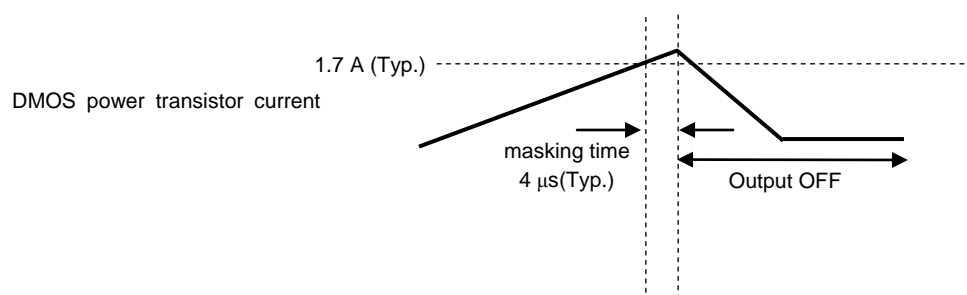 1.7 A (Typ.)
DMOS power transistor current
masking time
4 μs(Typ.)
Output OFF